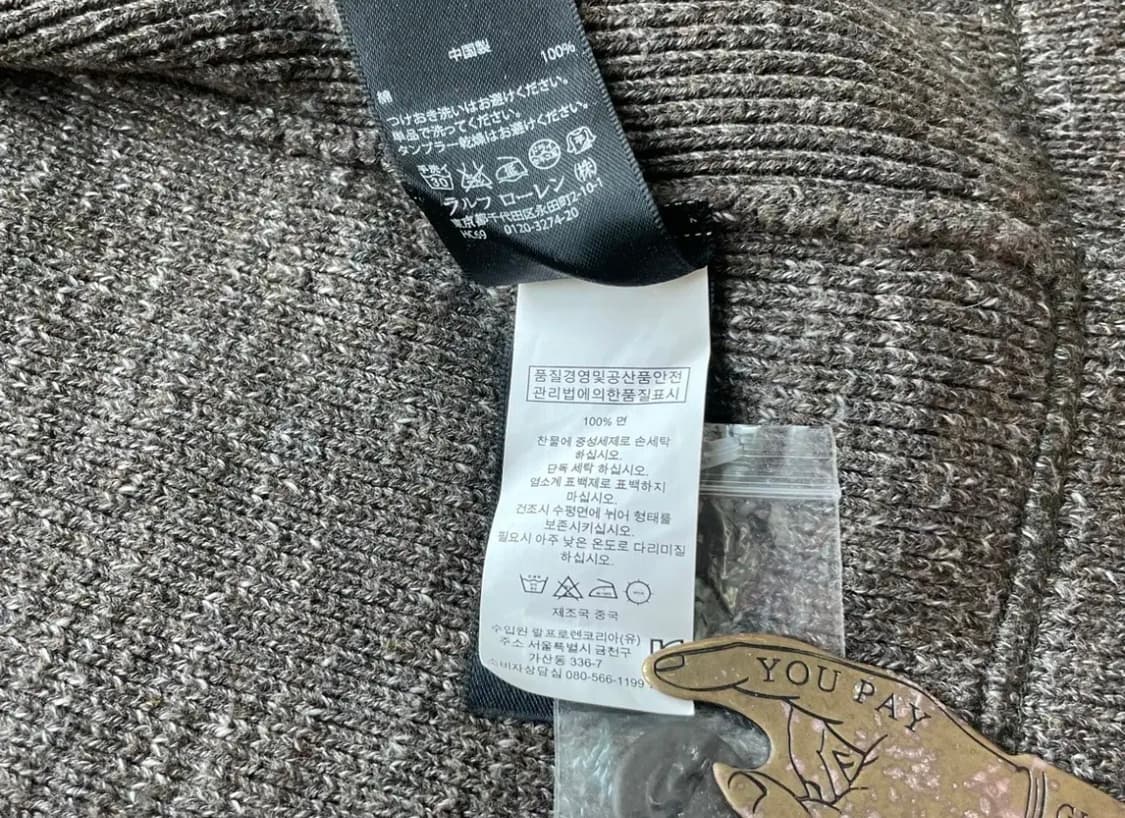 中国製
綿 100%
つけおき洗いはお避けください。
単品で洗ってください。
タンブラー乾燥はお避けください。
手洗イ
30
ラルフ ローレン (株)
東京都千代田区永田町2-10-1
HC69 0120-3274-20
품질경영및공산품안전
관리법에의한품질표시
100% 면
찬물에 중성세제로 손세탁
하십시오.
단독 세탁 하십시오.
염소계 표백제로 표백하지
마십시오.
건조시 수평면에 뉘어 형태를
보존시키십시오.
필요시 아주 낮은 온도로 다리미질
하십시오.
제조국 중국
수입원 랄프로렌코리아(유)
주소 서울특별시 금천구
가산동 336-7
소비자상담실 080-566-1199
YOU PAY